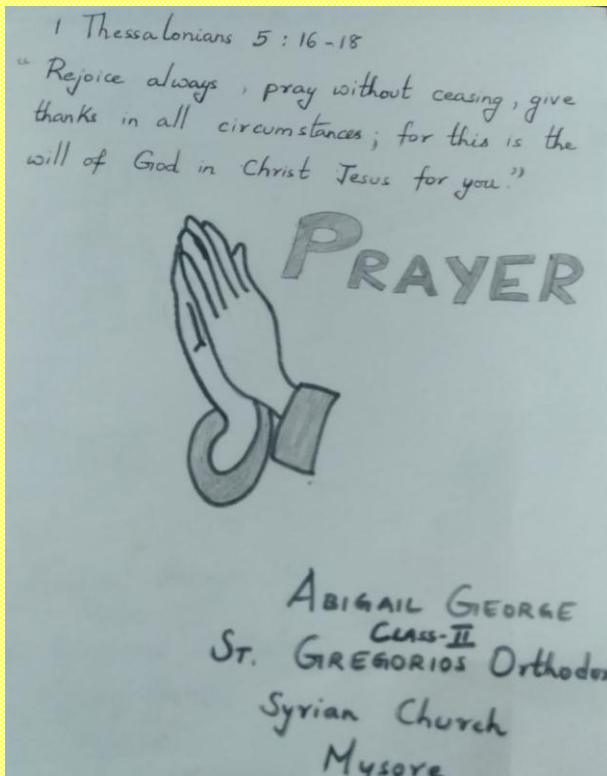 1 Thessalonians 5 : 16-18
“ Rejoice always , pray without ceasing, give
thanks in all circumstances; for this is the
will of God in Christ Jesus for you.”
PRAYER
ABIGAIL GEORGE
CLASS-II
ST. GREGORIOS Orthodox
Syrian Church
Mysore